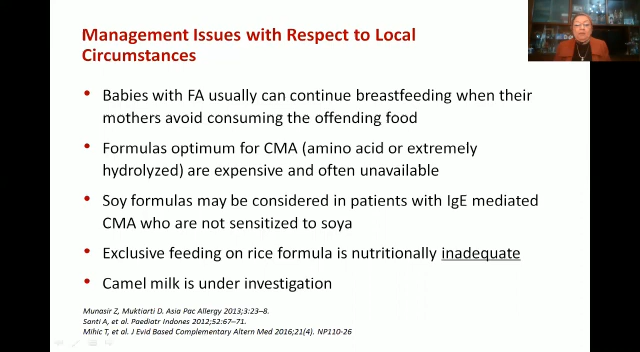 Management Issues with Respect to Local
Circumstances
• Babies with FA usually can continue breastfeeding when their
mothers avoid consuming the offending food
• Formulas optimum for CMA (amino acid or extremely
hydrolyzed) are expensive and often unavailable
• Soy formulas may be considered in patients with IgE mediated
CMA who are not sensitized to soya
• Exclusive feeding on rice formula is nutritionally inadequate
• Camel milk is under investigation
Munasir Z, Muktiarti D. Asia Pac Allergy 2013;3:23–8.
Santi A, et al. Paediatr Indones 2012;52:67–71.
Mihic T, et al. J Evid Based Complementary Altern Med 2016;21(4). NP110-26